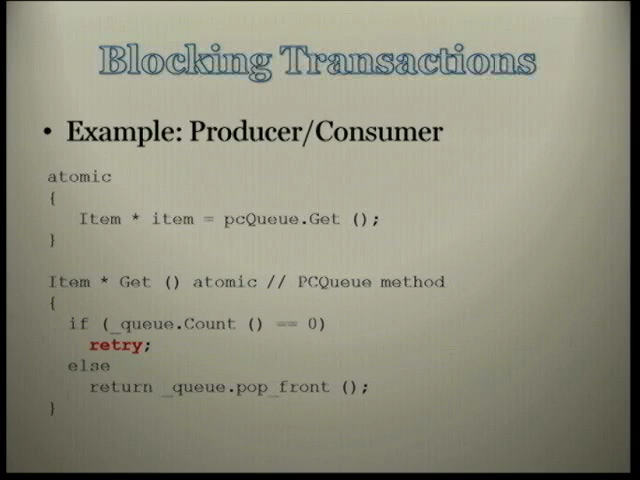 Blocking Transactions
• Example: Producer/Consumer
atomic
{
Item * item = pcQueue.Get ();
}
Item * Get () atomic // PCQueue method
{
if (_queue.Count () == 0)
retry;
else
return _queue.pop_front ();
}